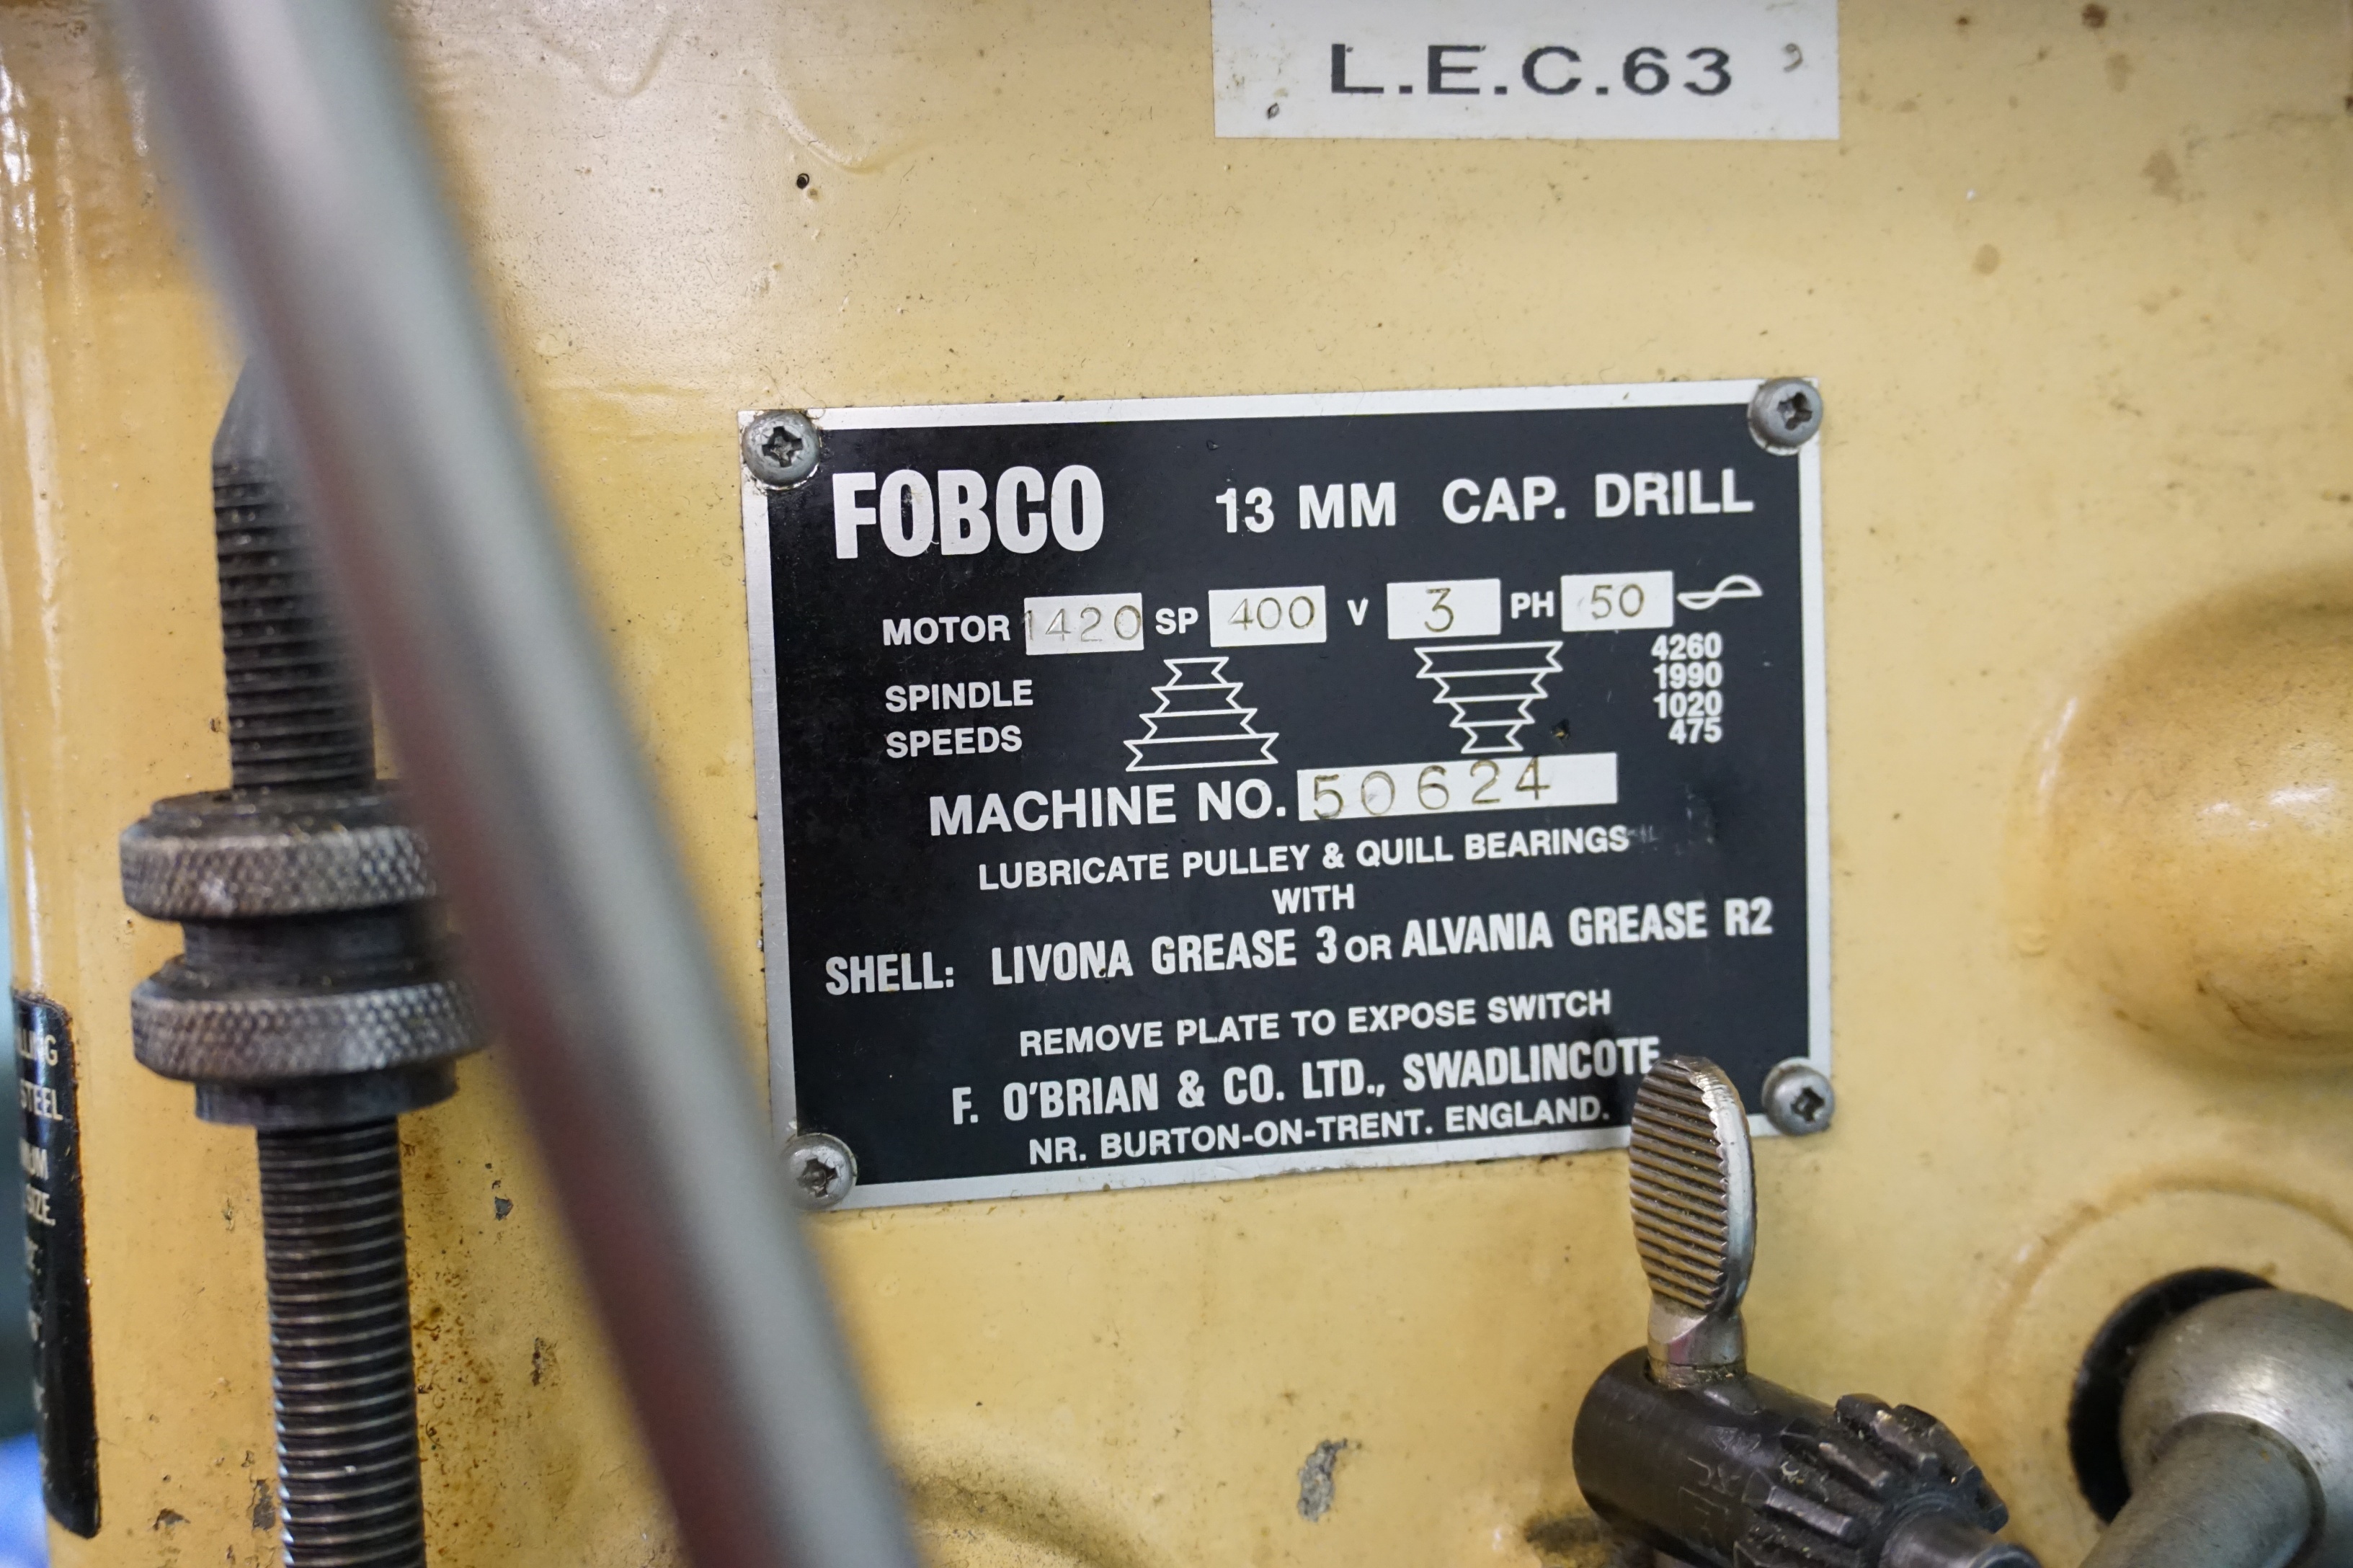 L.E.C.63
FOBCO 13 MM CAP. DRILL
MOTOR 1420 SP 400 V 3 PH 50
SPINDLE
SPEEDS
4260
1990
1020
475
MACHINE NO. 50624
LUBRICATE PULLEY & QUILL BEARINGS
WITH
SHELL: LIVONA GREASE 3 OR ALVANIA GREASE R2
REMOVE PLATE TO EXPOSE SWITCH
F. O'BRIAN & CO. LTD., SWADLINCOTE
NR. BURTON-ON-TRENT. ENGLAND.
STEEL
SIZE.